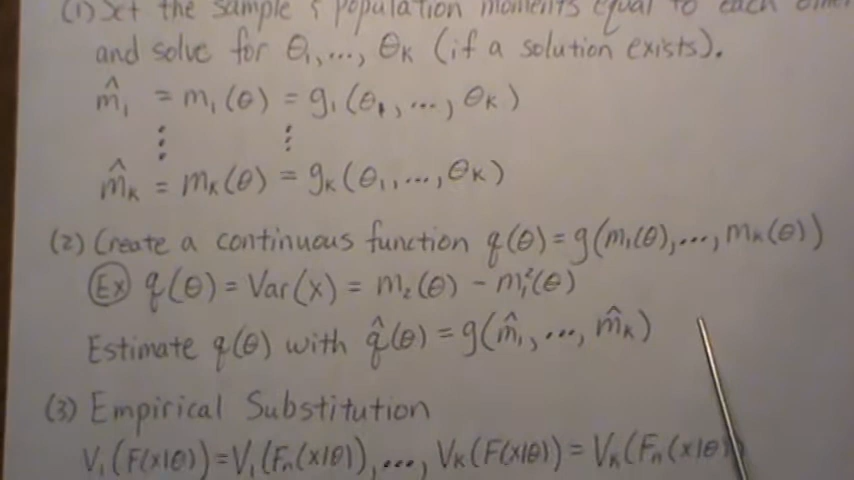 (1) Set the sample & population moments equal to each other
and solve for θ₁,..., θₖ (if a solution exists).
m̂₁ = m₁(θ) = g₁(θ₁,...,θₖ)
⋮ ⋮
m̂ₖ = mₖ(θ) = gₖ(θ₁,...,θₖ)
(2) Create a continuous function q(θ) = g(m₁(θ),...,mₖ(θ))
Ex q(θ) = Var(x) = m₂(θ) - m₁²(θ)
Estimate q(θ) with q̂(θ) = g(m̂₁,...,m̂ₖ)
(3) Empirical Substitution
V₁(F(x|θ)) = V₁(Fₙ(x|θ)),..., Vₖ(F(x|θ)) = Vₖ(Fₙ(x|θ)